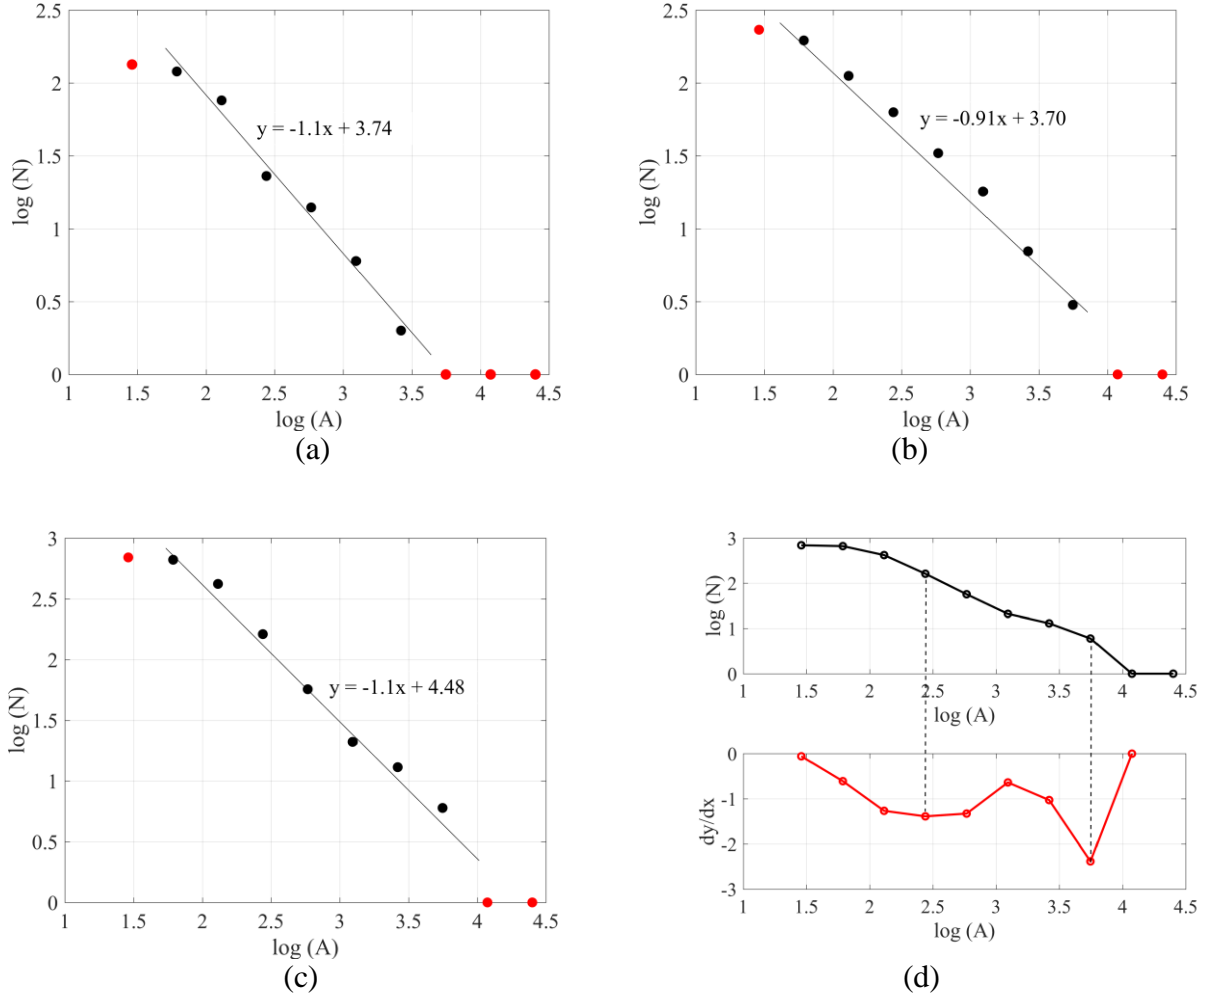 2.5
2
1.5
1
0.5
0
log (N)
y = -1.1x + 3.74
1 1.5 2 2.5 3 3.5 4 4.5
log (A)
(a)
2.5
2
1.5
1
0.5
0
log (N)
y = -0.91x + 3.70
1 1.5 2 2.5 3 3.5 4 4.5
log (A)
(b)
3
2.5
2
1.5
1
0.5
0
log (N)
y = -1.1x + 4.48
1 1.5 2 2.5 3 3.5 4 4.5
log (A)
(c)
3
2
1
0
log (N)
1 1.5 2 2.5 3 3.5 4 4.5
log (A)
0
-1
-2
-3
dy/dx
1 1.5 2 2.5 3 3.5 4 4.5
log (A)
(d)